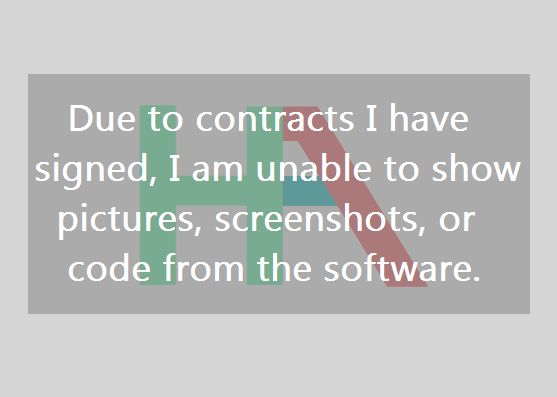 Due to contracts I have
signed, I am unable to show
pictures, screenshots, or
code from the software.